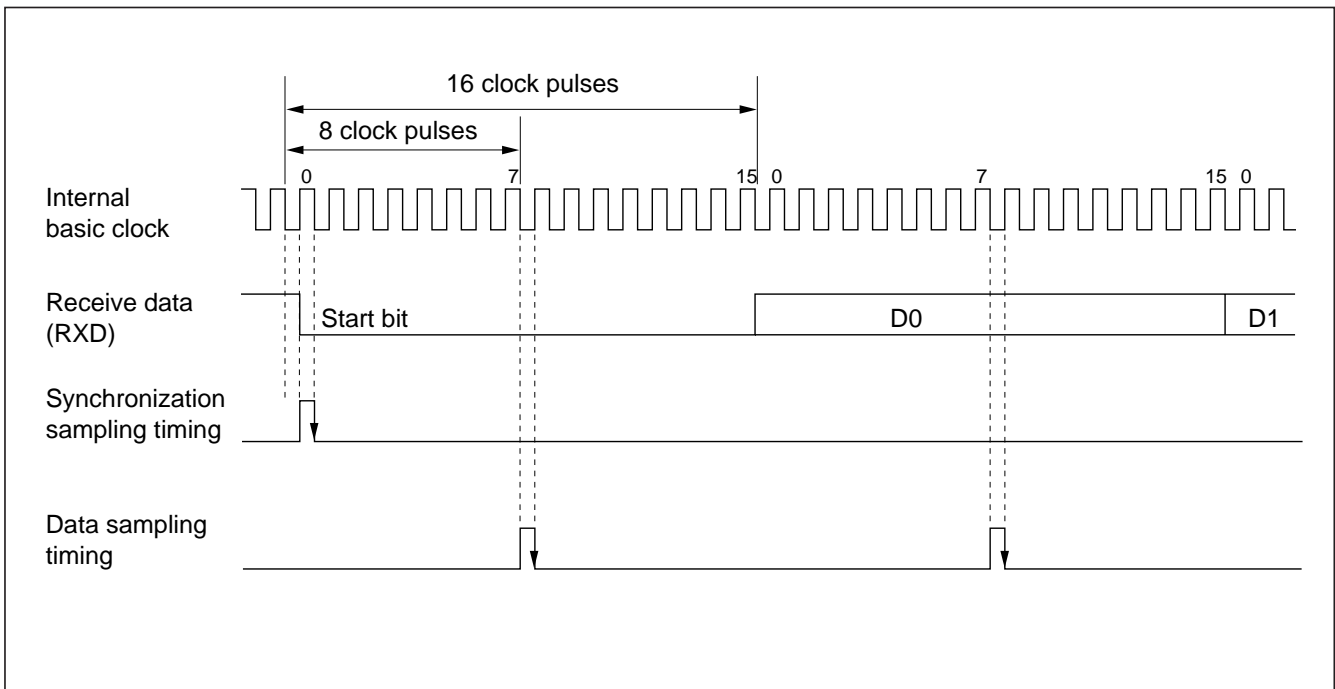 16 clock pulses
8 clock pulses
0 7 15 0 7 15 0
Internal
basic clock
Receive data
(RXD)
Start bit D0 D1
Synchronization
sampling timing
Data sampling
timing